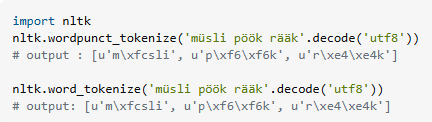 import nltk
nltk.wordpunct_tokenize('müsli pöök rääk'.decode('utf8'))
# output : [u'm\xfcsli', u'p\xf6\xf6k', u'r\xe4\xe4k']
nltk.word_tokenize('müsli pöök rääk'.decode('utf8'))
# output: [u'm\xfcsli', u'p\xf6\xf6k', u'r\xe4\xe4k']